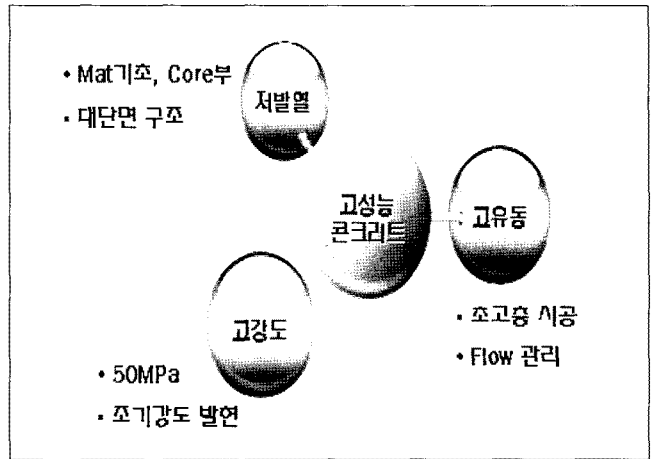 • Mat기초, Core부
• 대단면 구조
저발열
고성능
콘크리트
고유동
• 초고층 시공
• Flow 관리
고강도
• 50MPa
• 조기강도 발현